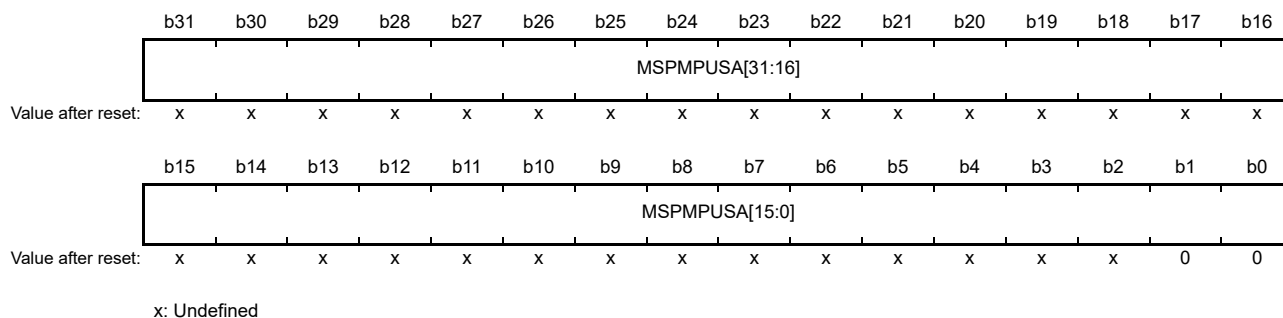 b31 b30 b29 b28 b27 b26 b25 b24 b23 b22 b21 b20 b19 b18 b17 b16
MSPMPUSA[31:16]
Value after reset: x x x x x x x x x x x x x x x x
b15 b14 b13 b12 b11 b10 b9 b8 b7 b6 b5 b4 b3 b2 b1 b0
MSPMPUSA[15:0]
Value after reset: x x x x x x x x x x x x x x 0 0
x: Undefined